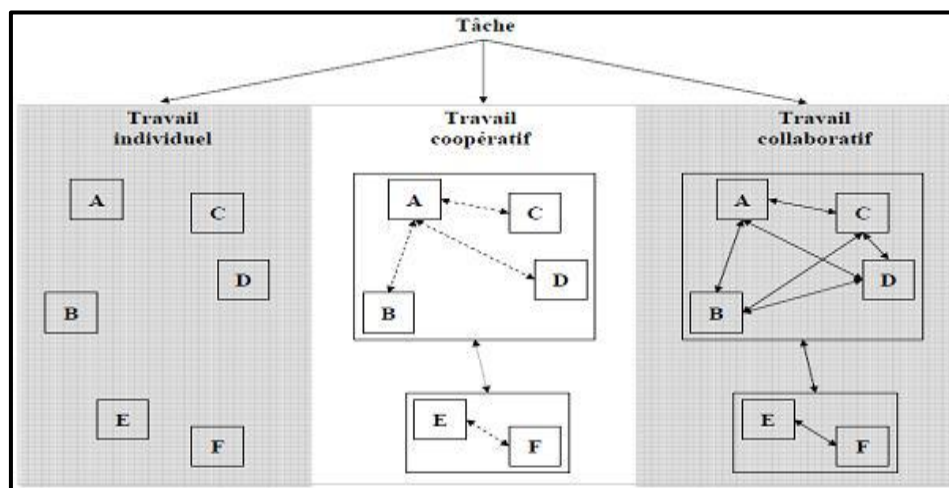 Tâche
Travail
individuel
A
C
D
B
E
F
Travail
coopératif
A
C
D
B
E
F
Travail
collaboratif
A
C
D
B
E
F